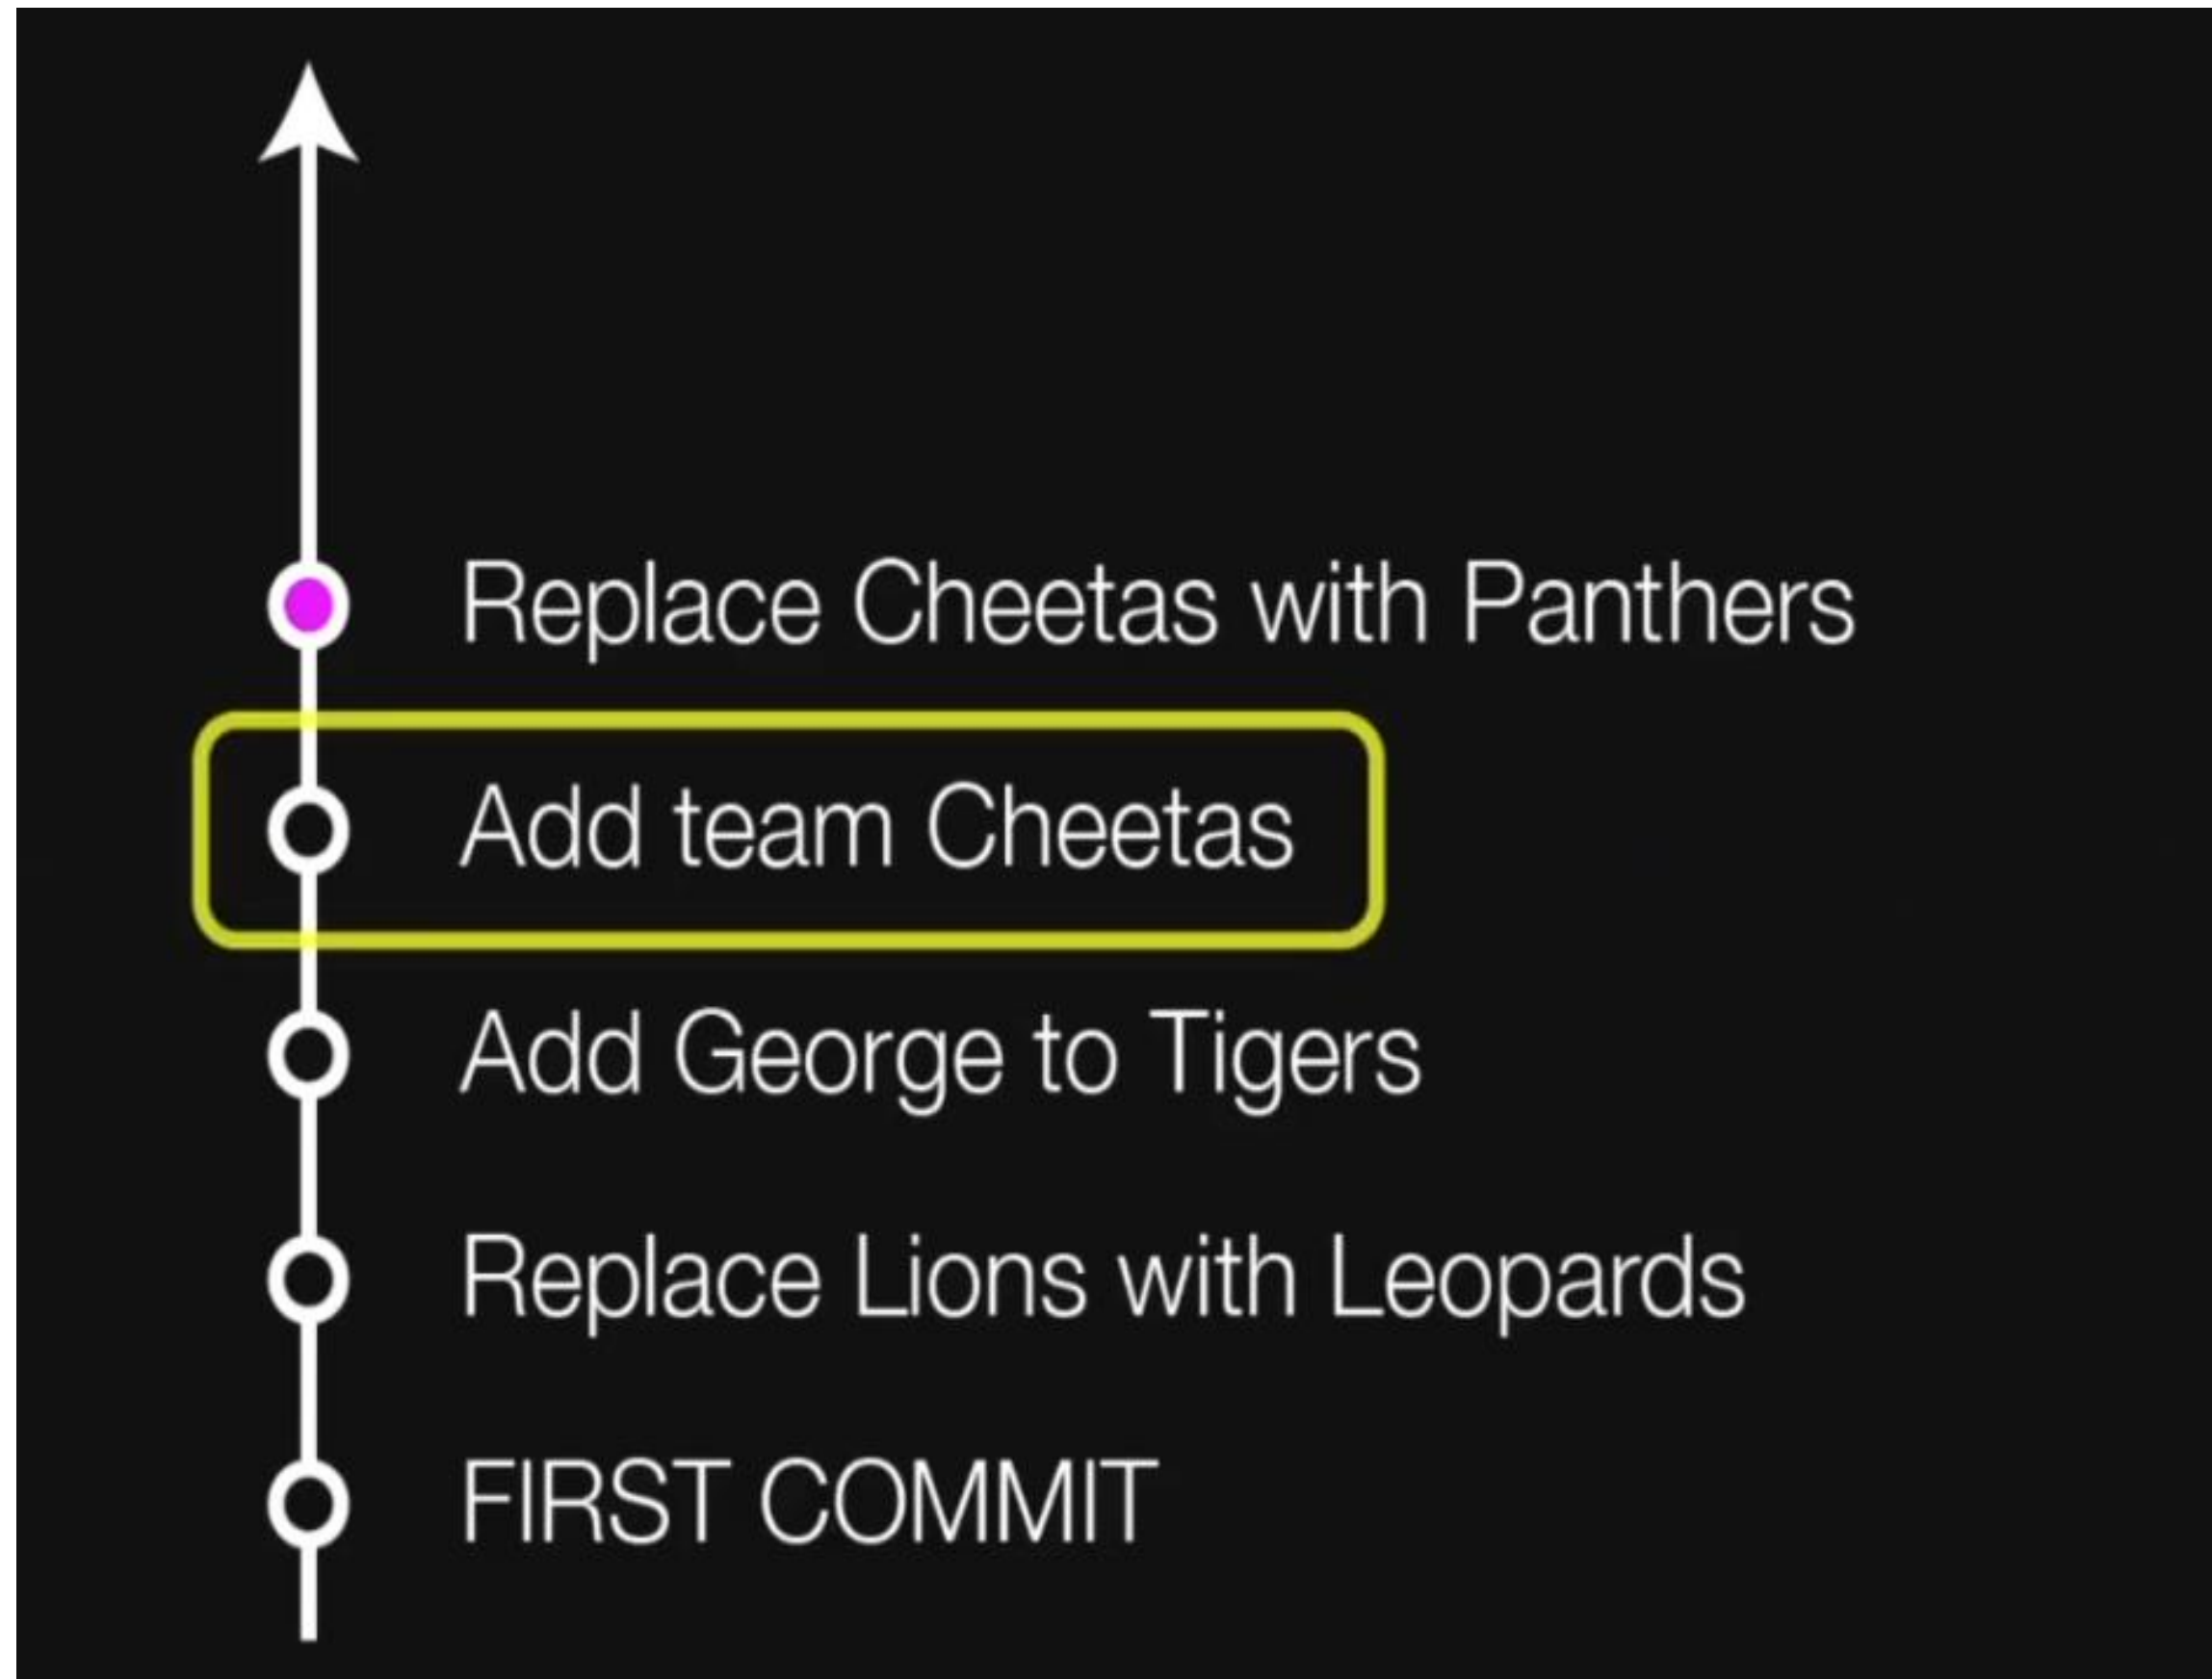 Replace Cheetas with Panthers
Add team Cheetas
Add George to Tigers
Replace Lions with Leopards
FIRST COMMIT